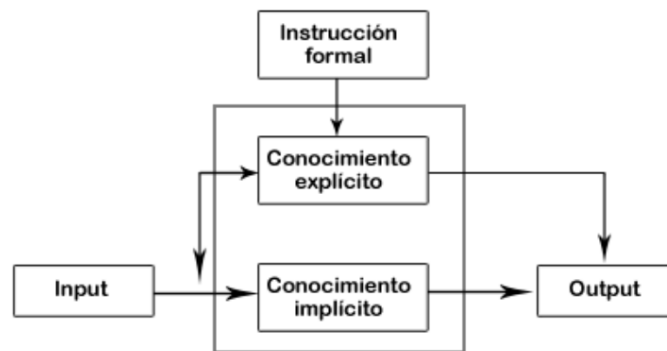 Instrucción
formal
Conocimiento
explícito
Input
Conocimiento
implícito
Output